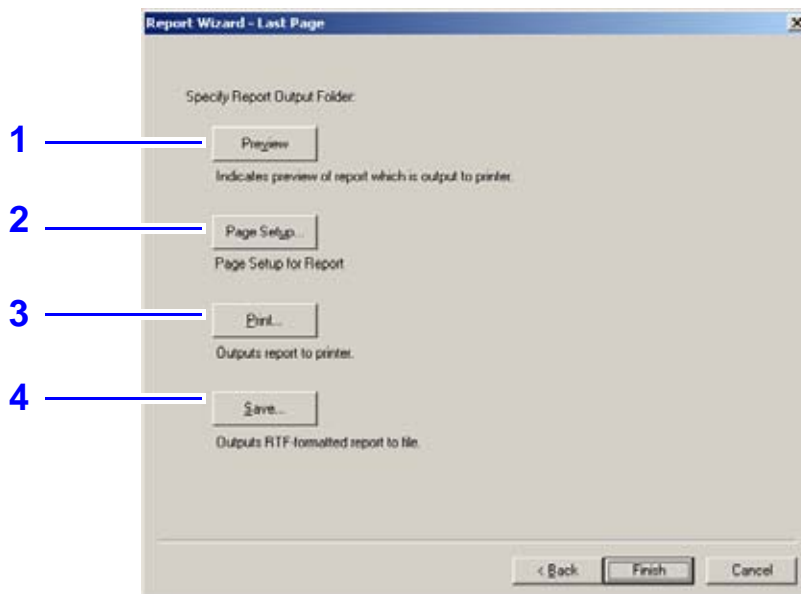 Report Wizard - Last Page
Specify Report Output Folder:
1
Preview
Indicates preview of report which is output to printer.
2
Page Setup...
Page Setup for Report
3
Print...
Outputs report to printer.
4
Save...
Outputs RTF-formatted report to file.
< Back
Finish
Cancel